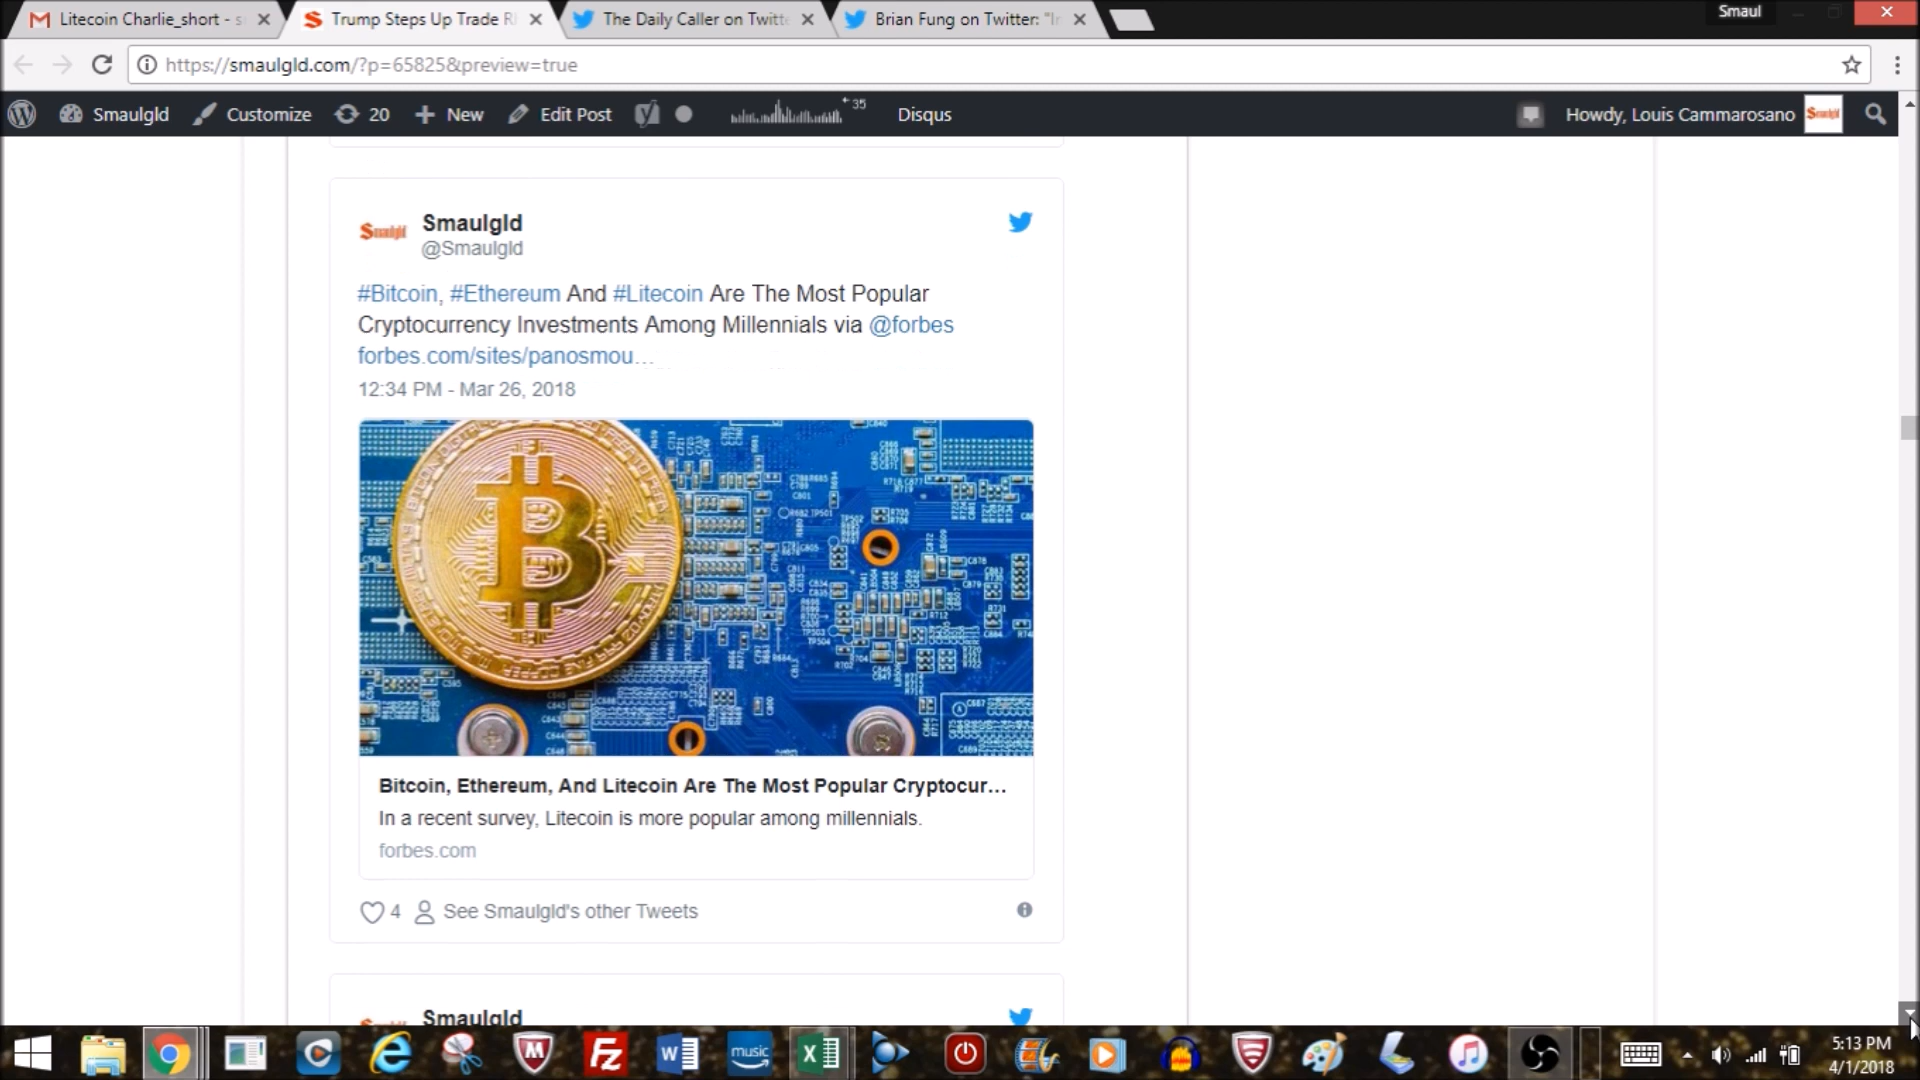 Litecoin Charlie_short - s
Trump Steps Up Trade R
The Daily Caller on Twitt
Brian Fung on Twitter: "I
Smaul
https://smaulgld.com/?p=65825&preview=true
Smaulgld
Customize
20
New
Edit Post
35
Disqus
Howdy, Louis Cammarosano
Smaulgld
Smaulgld
Smaulgld
@Smaulgld
#Bitcoin, #Ethereum And #Litecoin Are The Most Popular
Cryptocurrency Investments Among Millennials via @forbes
forbes.com/sites/panosmou…
12:34 PM - Mar 26, 2018
Bitcoin, Ethereum, And Litecoin Are The Most Popular Cryptocur…
In a recent survey, Litecoin is more popular among millennials.
forbes.com
4 See Smaulgld's other Tweets
Smaulgld
music
5:13 PM
4/1/2018